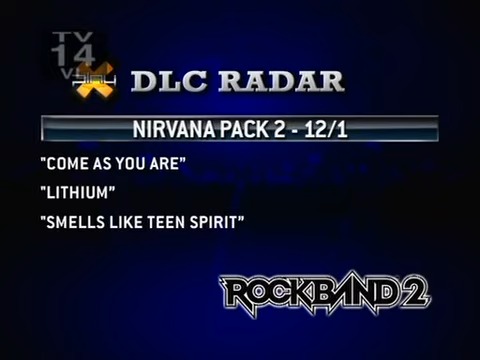 TV
14
V
X play
DLC RADAR
NIRVANA PACK 2 - 12/1
"COME AS YOU ARE"
"LITHIUM"
"SMELLS LIKE TEEN SPIRIT"
ROCKBAND 2